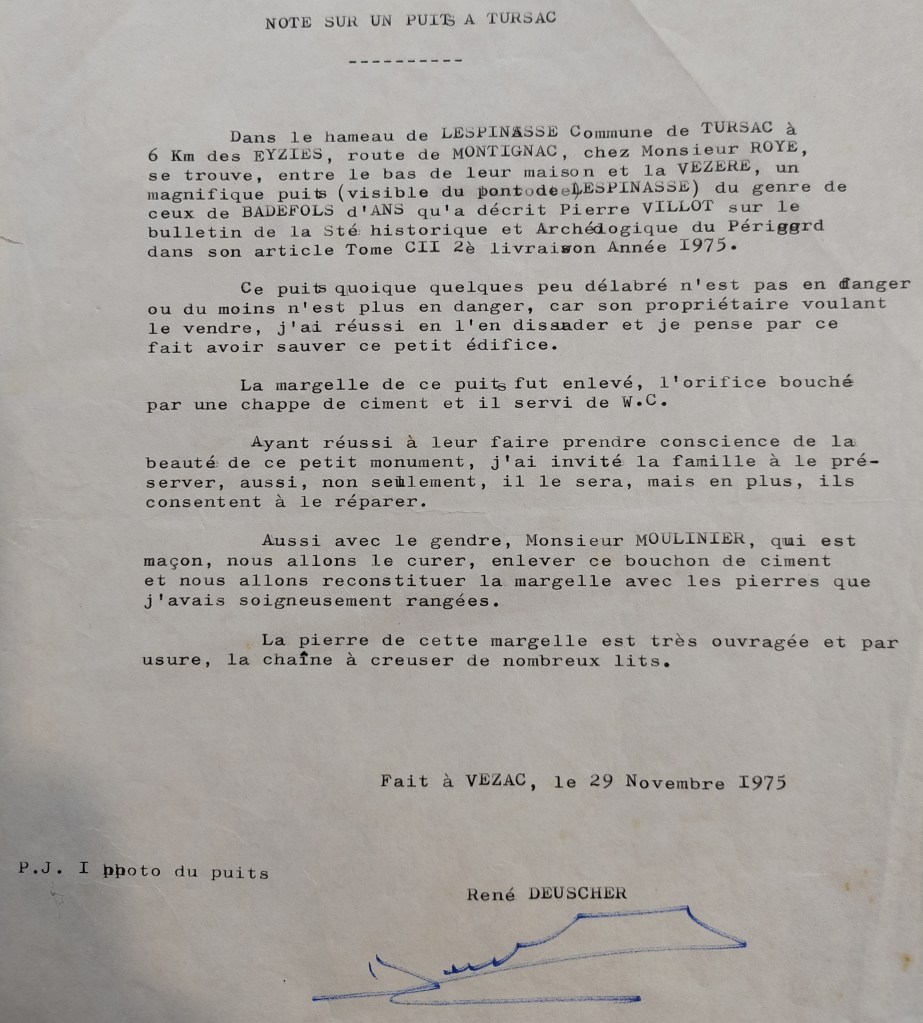 NOTE SUR UN PUITS A TURSAC
----------
Dans le hameau de LESPINASSE Commune de TURSAC à
6 Km des EYZIES, route de MONTIGNAC, chez Monsieur ROYE,
se trouve, entre le bas de leur maison et la VEZERE, un
magnifique puits (visible du pont de LESPINASSE) du genre de
ceux de BADEFOLS d'ANS qu'a décrit Pierre VILLOT sur le
bulletin de la Sté historique et Archéologique du Périgord
dans son article Tome CII 2è livraison Année I975.
Ce puits quoique quelques peu délabré n'est pas en danger
ou du moins n'est plus en danger, car son propriétaire voulant
le vendre, j'ai réussi en l'en dissuader et je pense par ce
fait avoir sauver ce petit édifice.
La margelle de ce puits fut enlevé, l'orifice bouché
par une chappe de ciment et il servi de W.C.
Ayant réussi à leur faire prendre conscience de la
beauté de ce petit monument, j'ai invité la famille à le pré-
server, aussi, non seulement, il le sera, mais en plus, ils
consentent à le réparer.
Aussi avec le gendre, Monsieur MOULINIER, qui est
maçon, nous allons le curer, enlever ce bouchon de ciment
et nous allons reconstituer la margelle avec les pierres que
j'avais soigneusement rangées.
La pierre de cette margelle est très ouvragée et par
usure, la chaîne à creuser de nombreux lits.
Fait à VEZAC, le 29 Novembre I975
P.J. I photo du puits
René DEUSCHER